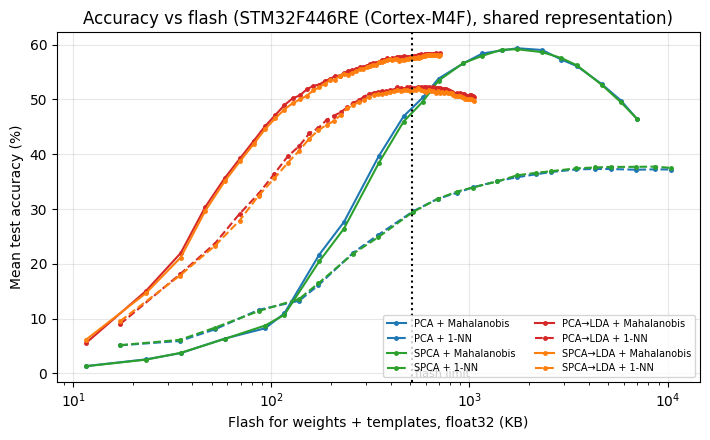 Accuracy vs flash (STM32F446RE (Cortex-M4F), shared representation)
Mean test accuracy (%)
60
50
40
30
20
10
0
PCA + Mahalanobis
PCA + 1-NN
SPCA + Mahalanobis
SPCA + 1-NN
PCA→LDA + Mahalanobis
PCA→LDA + 1-NN
SPCA→LDA + Mahalanobis
SPCA→LDA + 1-NN
flash limit
10¹
10²
10³
10⁴
Flash for weights + templates, float32 (KB)